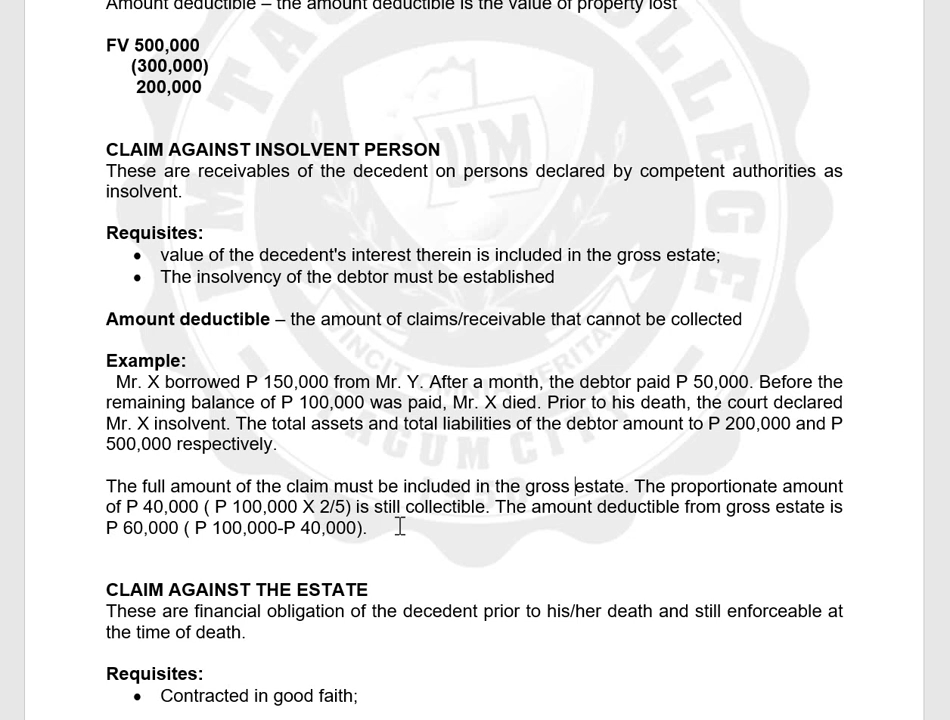 Amount deductible – the amount deductible is the value of property lost
FV 500,000
(300,000)
200,000
CLAIM AGAINST INSOLVENT PERSON
These are receivables of the decedent on persons declared by competent authorities as
insolvent.
Requisites:
• value of the decedent's interest therein is included in the gross estate;
• The insolvency of the debtor must be established
Amount deductible – the amount of claims/receivable that cannot be collected
Example:
Mr. X borrowed P 150,000 from Mr. Y. After a month, the debtor paid P 50,000. Before the
remaining balance of P 100,000 was paid, Mr. X died. Prior to his death, the court declared
Mr. X insolvent. The total assets and total liabilities of the debtor amount to P 200,000 and P
500,000 respectively.
The full amount of the claim must be included in the gross estate. The proportionate amount
of P 40,000 ( P 100,000 X 2/5) is still collectible. The amount deductible from gross estate is
P 60,000 ( P 100,000-P 40,000).
CLAIM AGAINST THE ESTATE
These are financial obligation of the decedent prior to his/her death and still enforceable at
the time of death.
Requisites:
• Contracted in good faith;